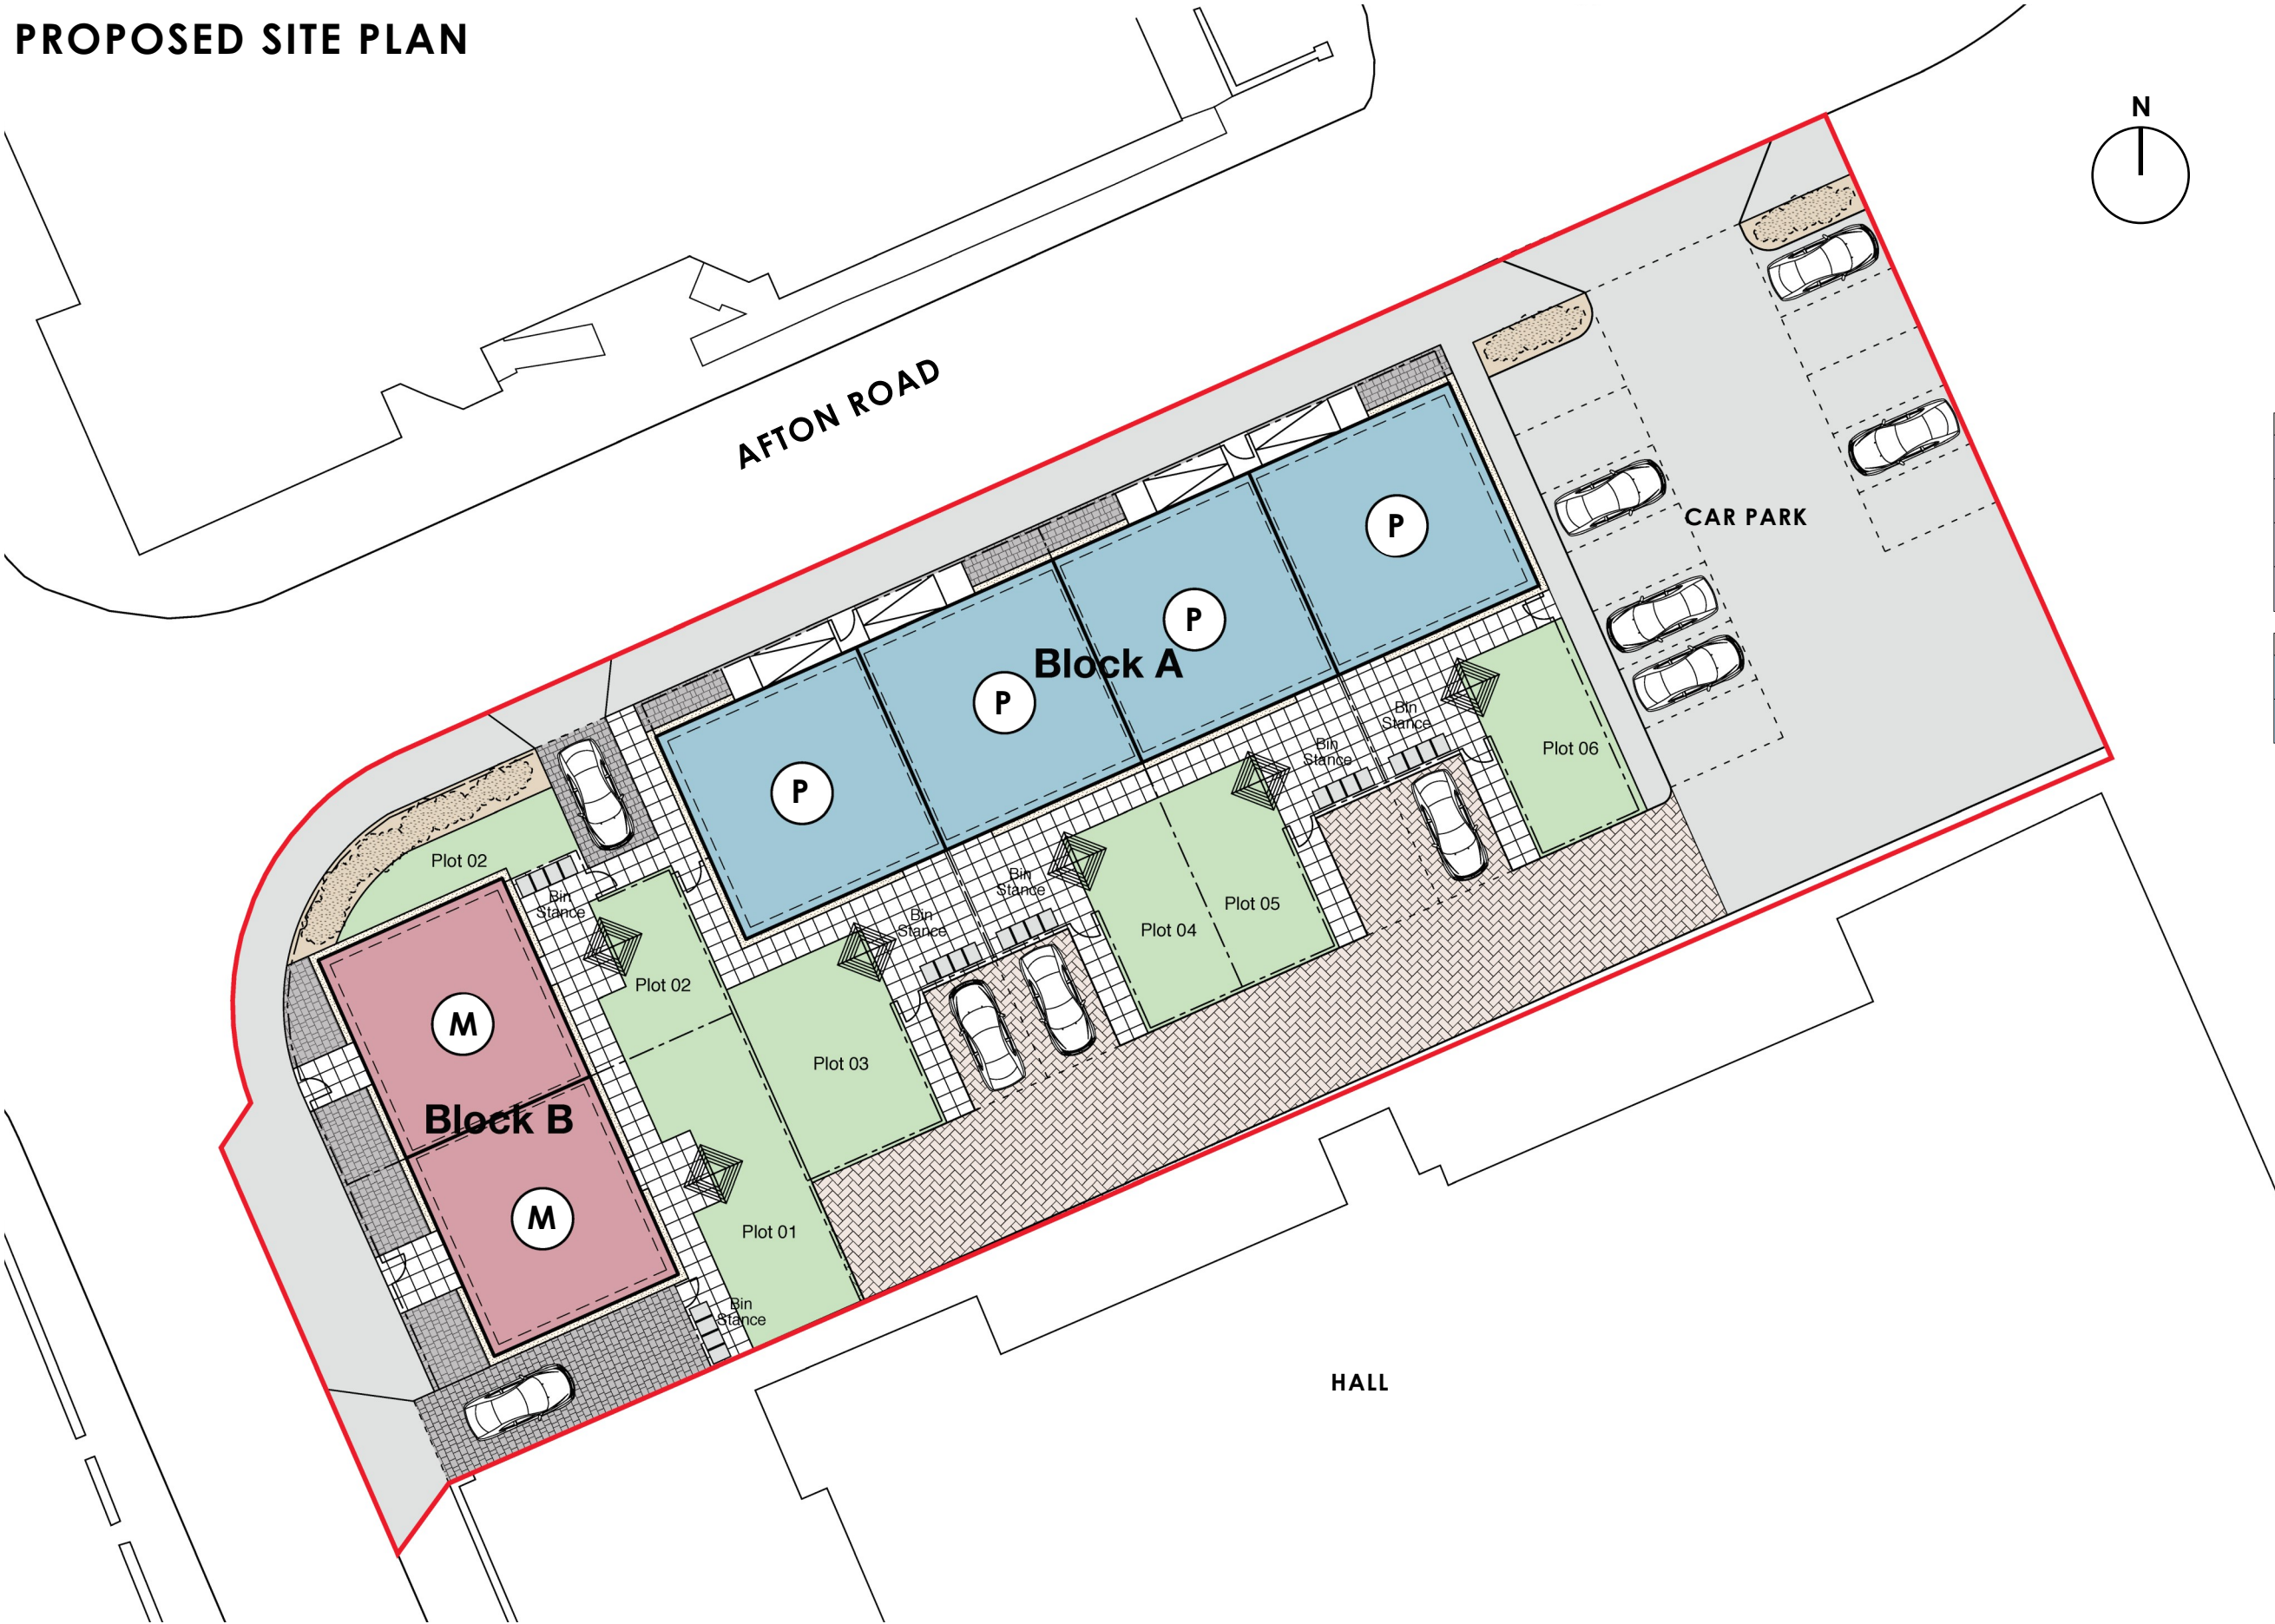 PROPOSED SITE PLAN
N
AFTON ROAD
CAR PARK
P
P
Block A
P
P
Bin
Stance
Bin
Stance
Plot 06
Plot 02
Bin
Stance
Bin
Stance
Bin
Stance
Plot 05
Plot 04
Plot 02
M
Plot 03
Block B
M
Plot 01
Bin
Stance
HALL